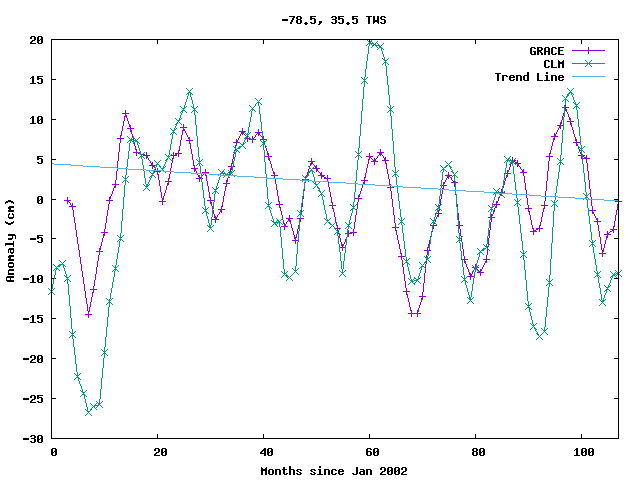 -78.5, 35.5 TWS
GRACE
CLM
Trend Line
20
15
10
5
0
-5
-10
-15
-20
-25
-30
Anomaly (cm)
0 20 40 60 80 100
Months since Jan 2002